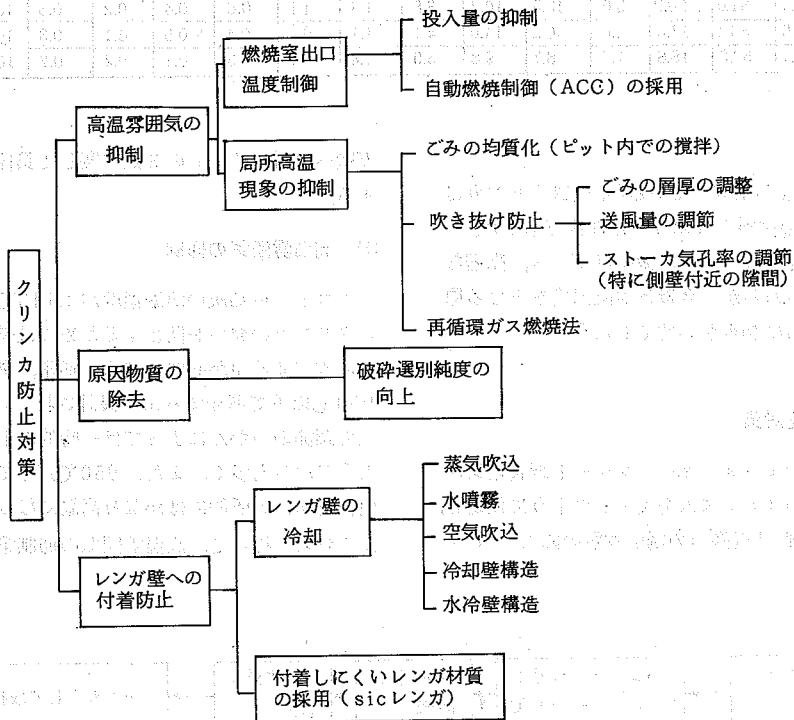 クリンカ防止対策
高温雰囲気の
抑制
燃焼室出口
温度制御
投入量の抑制
自動燃焼制御（ACC）の採用
局所高温
現象の抑制
ごみの均質化（ピット内での撹拌）
吹き抜け防止
ごみの層厚の調整
送風量の調節
ストーカ気孔率の調節
（特に側壁付近の隙間）
再循環ガス燃焼法
原因物質の
除去
破砕選別純度の
向上
レンガ壁への
付着防止
レンガ壁の
冷却
蒸気吹込
水噴霧
空気吹込
冷却壁構造
水冷壁構造
付着しにくいレンガ材質
の採用（sicレンガ）